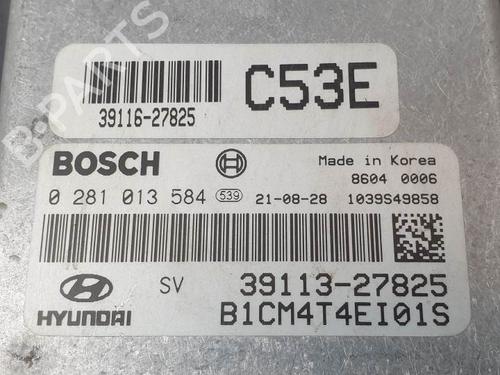 39116-27825
C53E
BOSCH
Made in Korea
8604 0006
0 281 013 584 539 21-08-28 1039S49858
SV 39113-27825
HYUNDAI B1CM4T4EI01S
B-PARTS